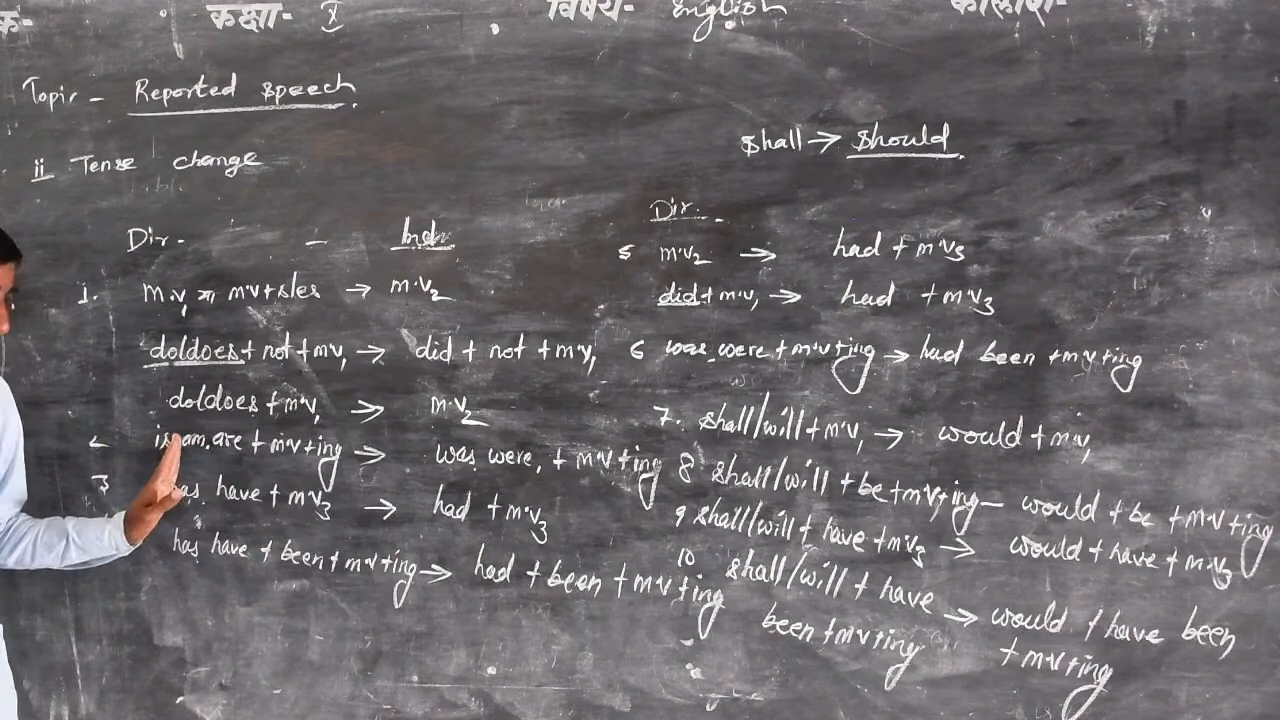 कक्षा- X विषय- English
Topic - Reported speech
ii Tense change
shall → should
Dir. - Ind.
1. m.v₁ or m.v+s/es → m.v₂
do/does + not + m.v₁ → did + not + m.v₁
do/does + m.v₁ → m.v₂
2 is, am, are + m.v+ing → was, were, + m.v+ing
3 has, have + m.v₃ → had + m.v₃
has have + been + m.v+ing → had + been + m.v+ing
Dir.
5 m.v₂ → had + m.v₃
did + m.v₁ → had + m.v₃
6 was, were + m.v+ing → had been + m.v+ing
7. shall/will + m.v₁ → would + m.v₁
8 shall/will + be + m.v+ing - would + be + m.v+ing
9 shall/will + have + m.v₃ → would + have + m.v₃
10 shall/will + have → would + have been
been + m.v+ing + m.v+ing